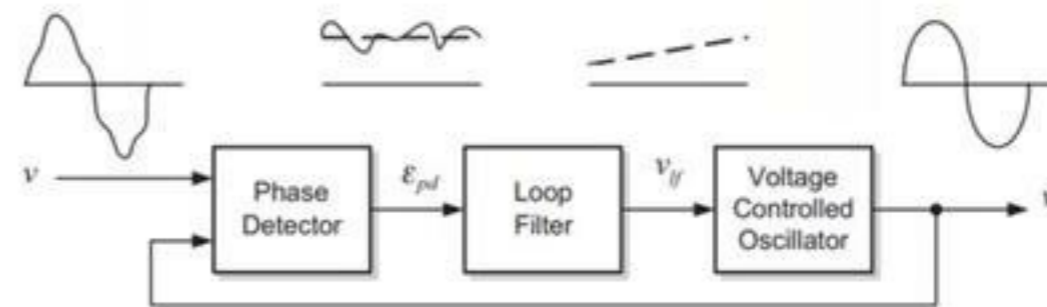 v
Phase
Detector
ε_pd
Loop
Filter
v_lf
Voltage
Controlled
Oscillator